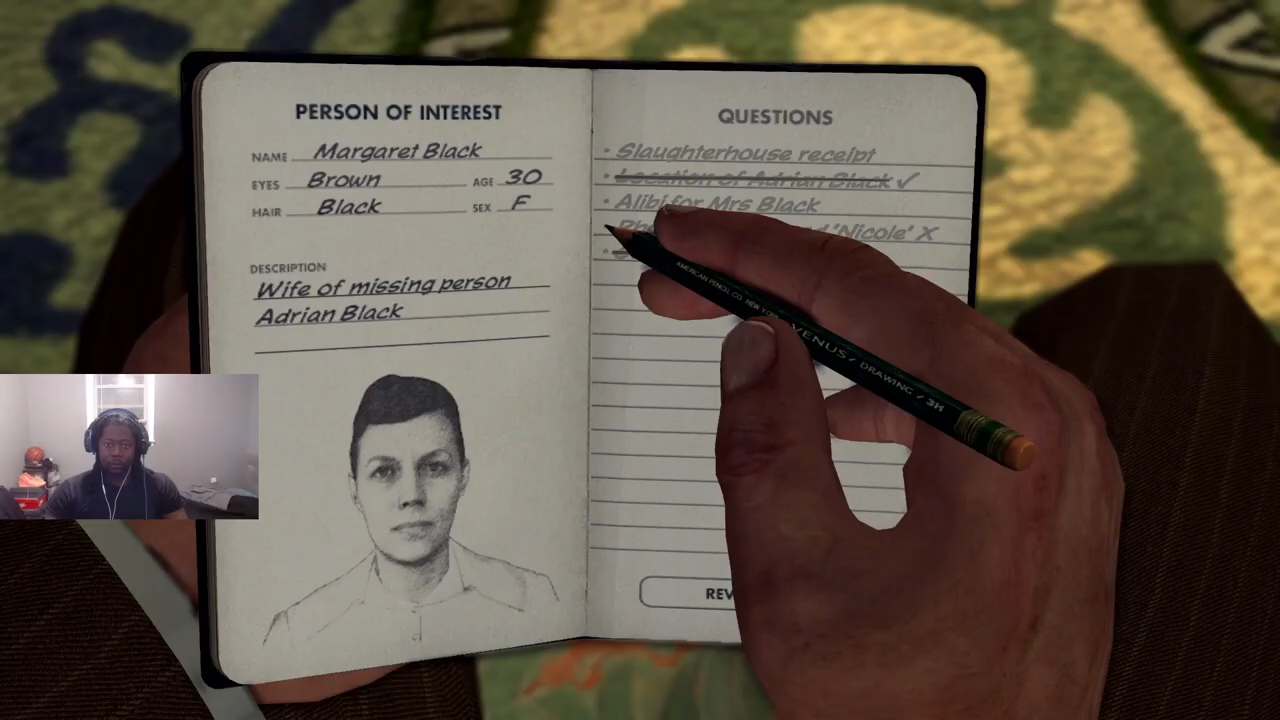 PERSON OF INTEREST
NAME Margaret Black
EYES Brown AGE 30
HAIR Black SEX F
DESCRIPTION
Wife of missing person
Adrian Black
QUESTIONS
• Slaughterhouse receipt
• Location of Adrian Black ✓
• Alibi for Mrs Black
'Nicole' X
REV
AMERICAN PENCIL CO. NEW YORK VENUS / DRAWING / 3H